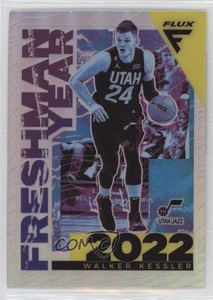 FLUX
FRESHMAN
YEAR
UTAH
24
UTAH JAZZ
2022
WALKER KESSLER